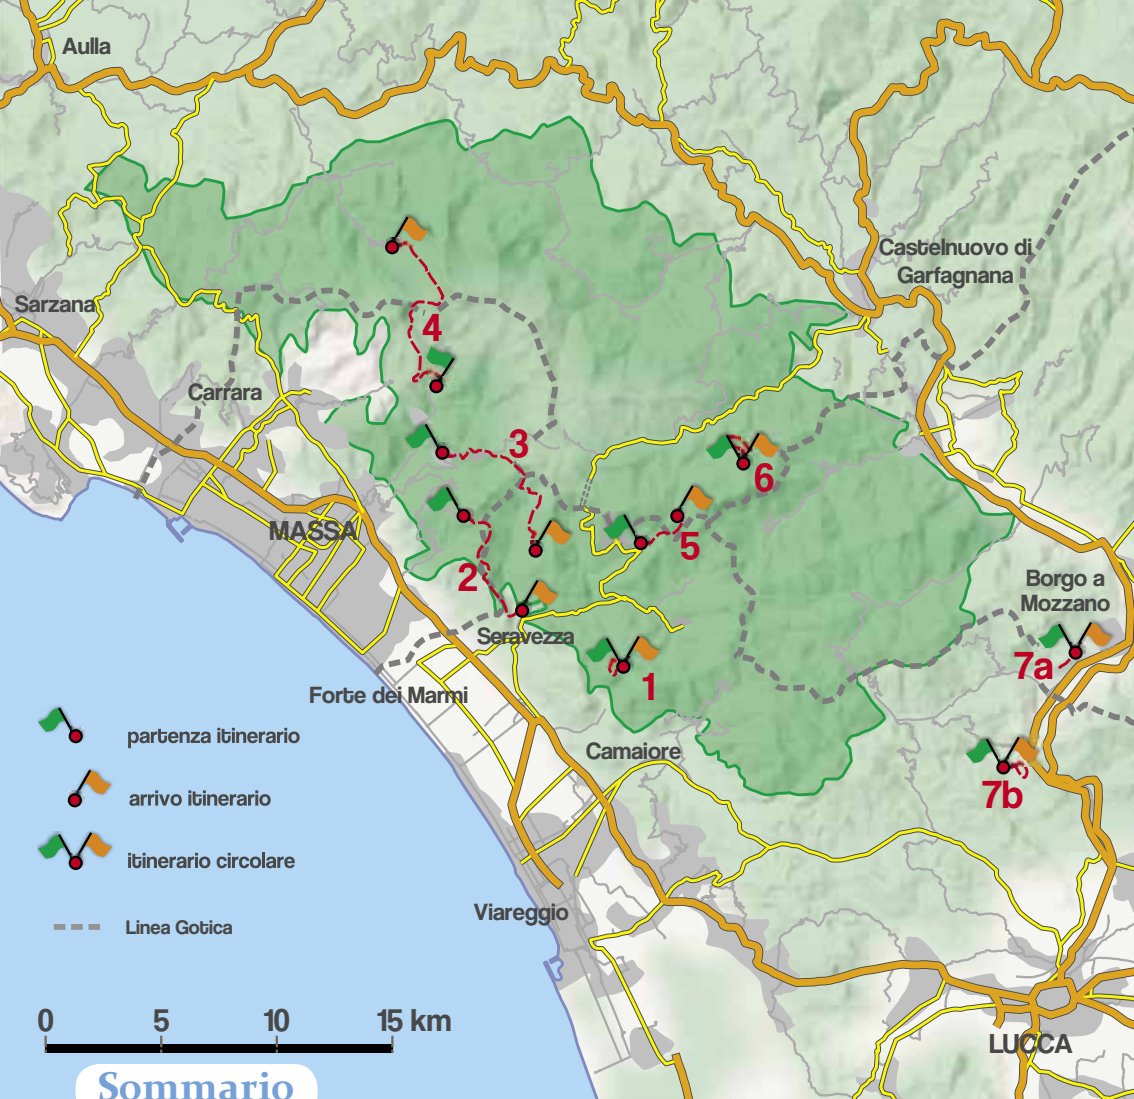 Aulla
Castelnuovo di
Garfagnana
Sarzana
4
Carrara
3
6
MASSA
5
2
Borgo a
Mozzano
Seravezza
7a
1
Forte dei Marmi
partenza itinerario
Camaiore
arrivo itinerario
7b
itinerario circolare
Viareggio
Linea Gotica
0 5 10 15 km
LUCCA
Sommario